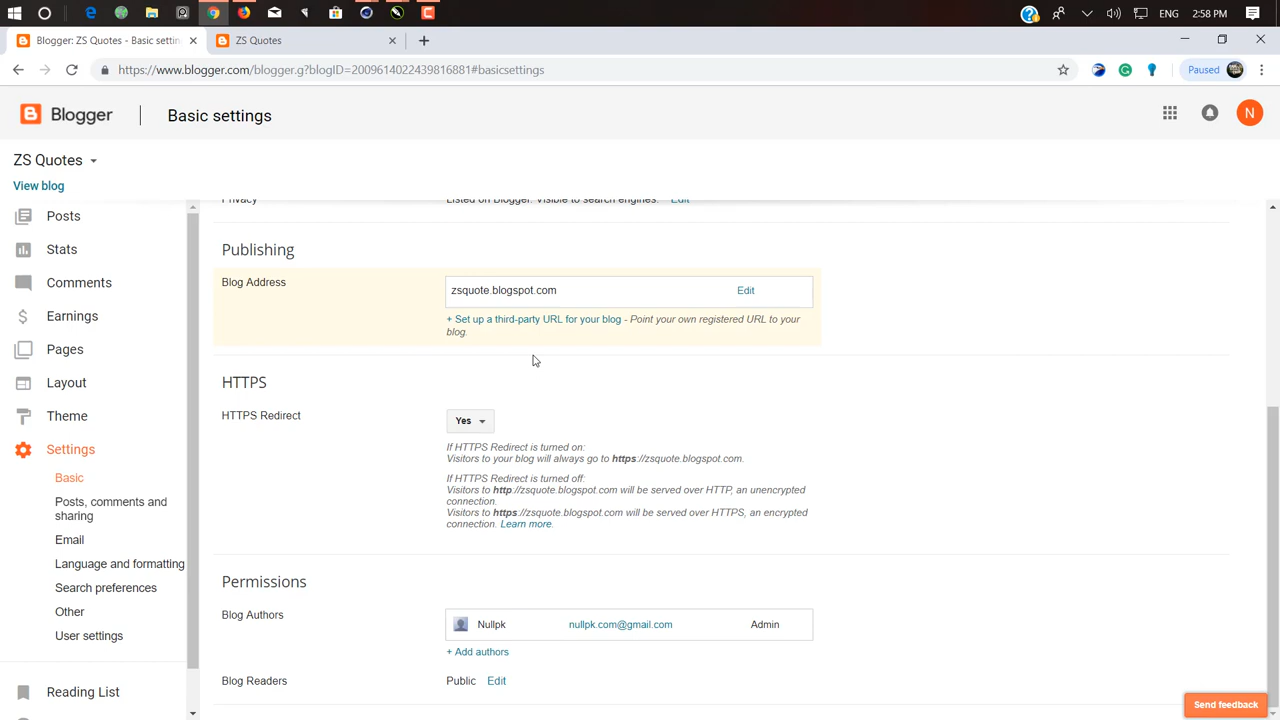 ENG 2:58 PM
Blogger: ZS Quotes - Basic settin
ZS Quotes
https://www.blogger.com/blogger.g?blogID=2009614022439816881#basicsettings
Paused
Blogger
Basic settings
N
ZS Quotes
View blog
Posts
Stats
Comments
Earnings
Pages
Layout
Theme
Settings
Basic
Posts, comments and
sharing
Email
Language and formatting
Search preferences
Other
User settings
Reading List
Privacy
Listed on Blogger. Visible to search engines. Edit
Publishing
Blog Address
zsquote.blogspot.com Edit
+ Set up a third-party URL for your blog - Point your own registered URL to your
blog.
HTTPS
HTTPS Redirect
Yes
If HTTPS Redirect is turned on:
Visitors to your blog will always go to https://zsquote.blogspot.com.
If HTTPS Redirect is turned off:
Visitors to http://zsquote.blogspot.com will be served over HTTP, an unencrypted
connection.
Visitors to https://zsquote.blogspot.com will be served over HTTPS, an encrypted
connection. Learn more.
Permissions
Blog Authors
Nullpk nullpk.com@gmail.com Admin
+ Add authors
Blog Readers
Public Edit
Send feedback